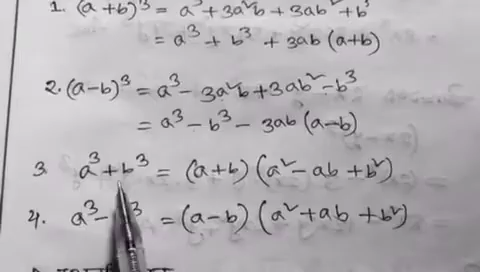 1. (a+b)³ = a³+3a²b+3ab²+b³
= a³+b³+3ab(a+b)
2. (a-b)³ = a³-3a²b+3ab²-b³
= a³-b³-3ab(a-b)
3 a³+b³ = (a+b)(a²-ab+b²)
4. a³- ³ = (a-b)(a²+ab+b²)